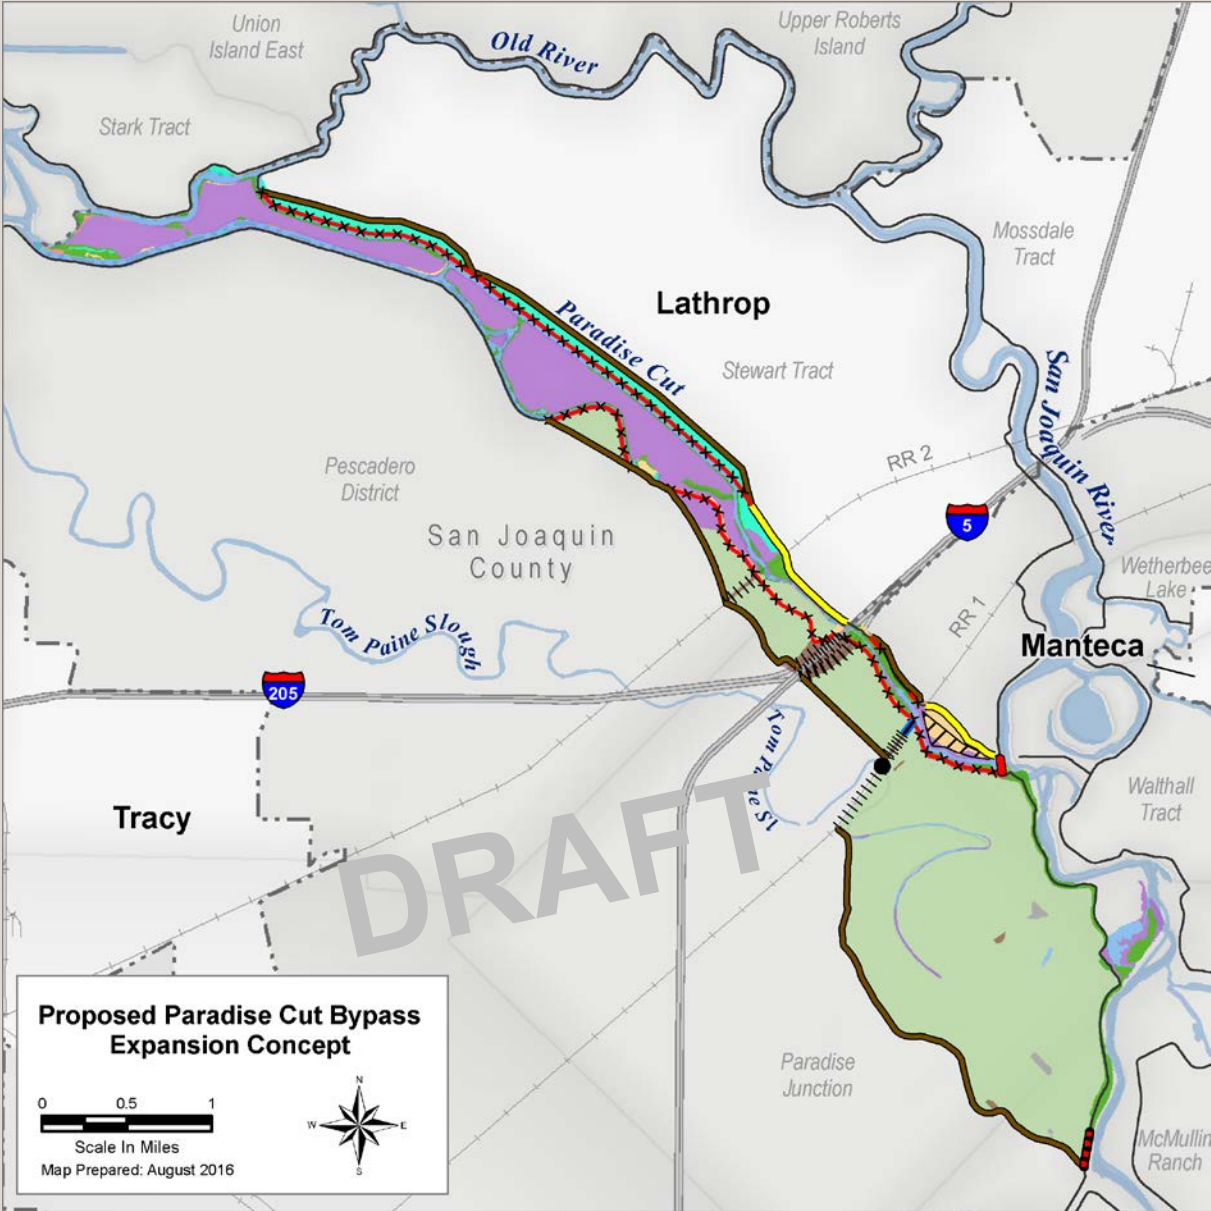 Union
Island East
Old River
Upper Roberts
Island
Stark Tract
Mossdale
Tract
Lathrop
Paradise Cut
Stewart Tract
San Joaquin River
Pescadero
District
RR 2
5
San Joaquin
County
Wetherbee
Lake
RR 1
Tom Paine Slough
Manteca
205
Tom Paine Sl
Walthall
Tract
Tracy
DRAFT
Proposed Paradise Cut Bypass
Expansion Concept
0 0.5 1
Scale In Miles
Map Prepared: August 2016
N
W E
S
Paradise
Junction
McMullin
Ranch